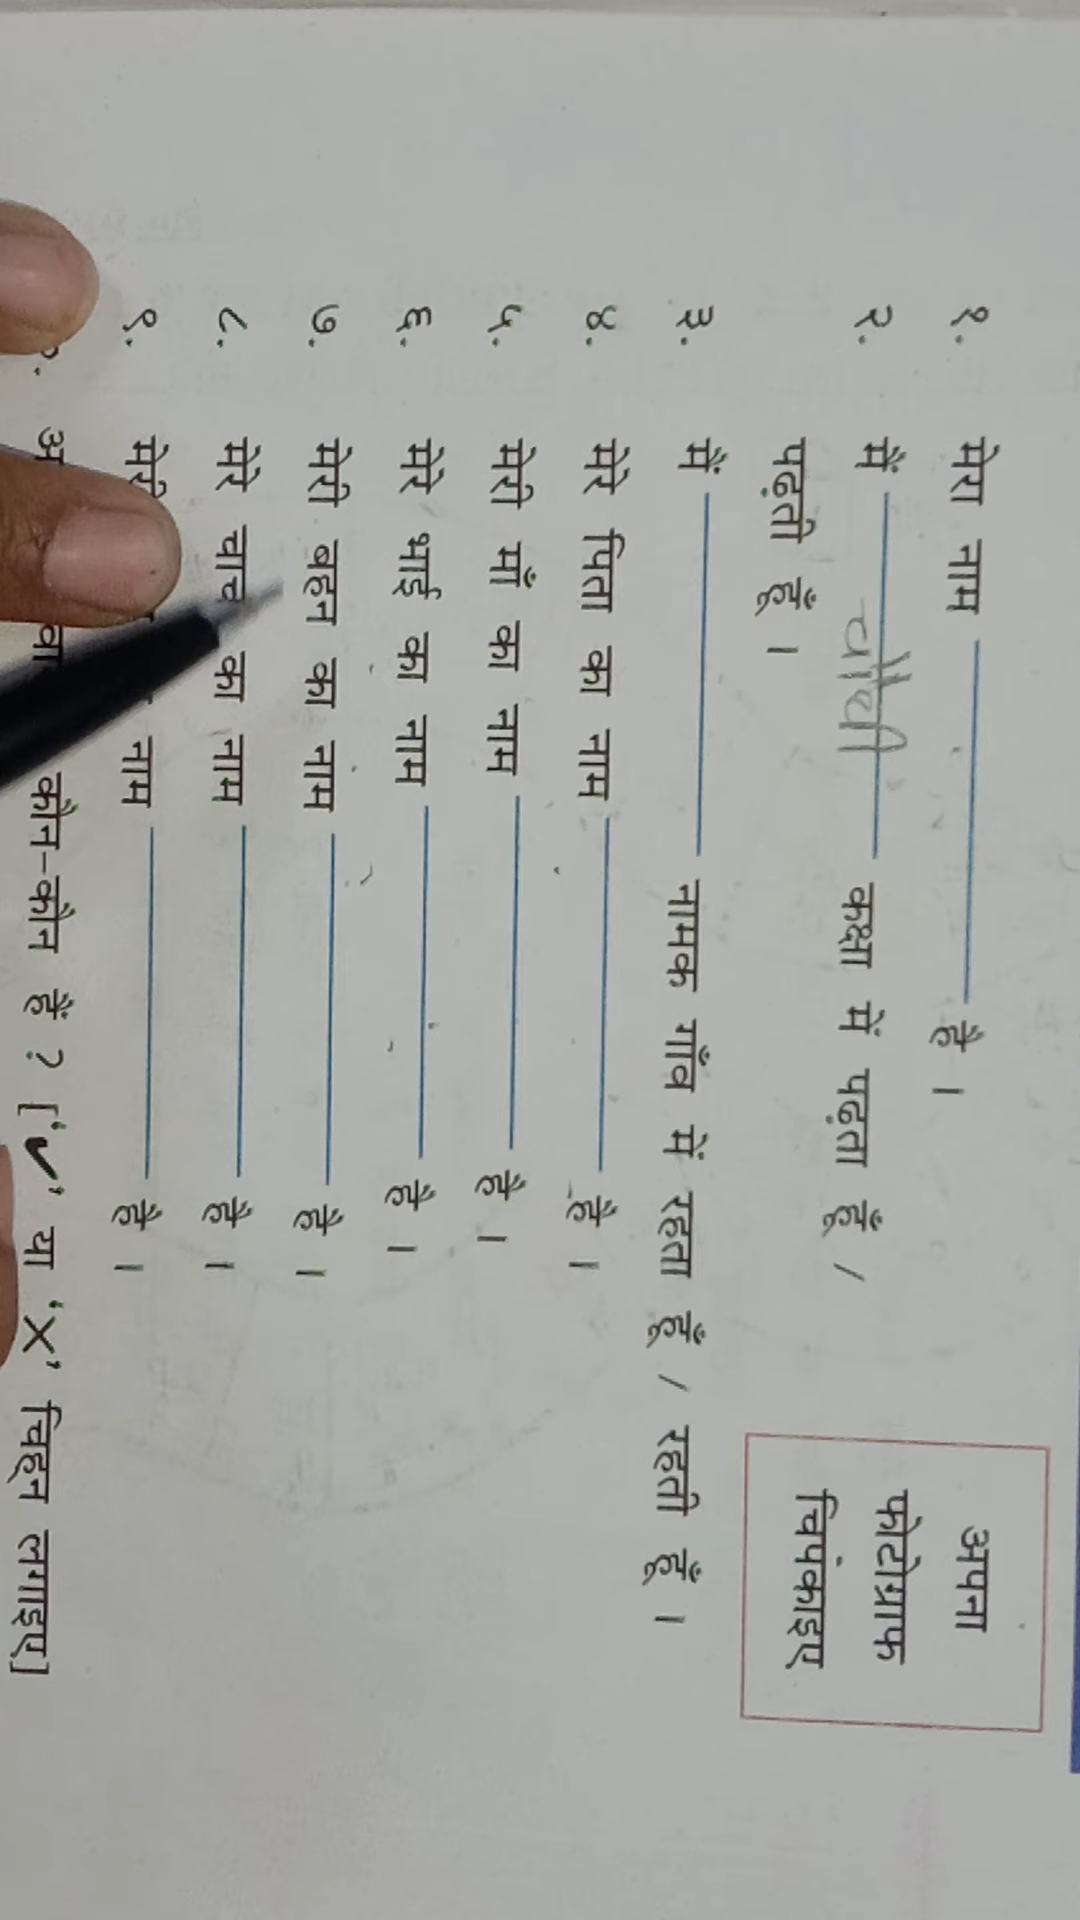 १. मेरा नाम ——— है ।
२. मैं ——— चौथी ——— कक्षा में पढ़ता हूँ /
पढ़ती हूँ ।
३. मैं ——— नामक गाँव में रहता हूँ / रहती हूँ ।
४. मेरे पिता का नाम ——— है ।
५. मेरी माँ का नाम ——— है ।
६. मेरे भाई का नाम ——— है ।
७. मेरी बहन का नाम ——— है ।
८. मेरे का नाम ——— है ।
९. नाम ——— है ।
कौन-कौन हैं ? [‘✓’ या ‘X’ चिह्न लगाइए]
अपना
फोटोग्राफ
चिपकाइए